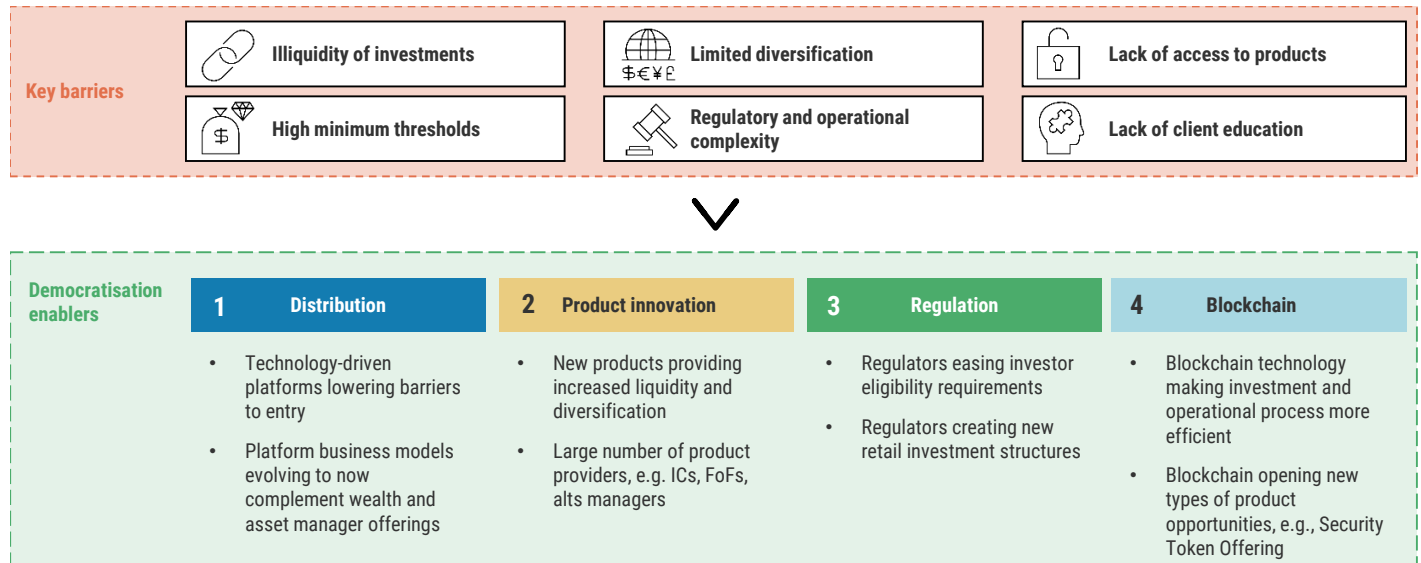 Key barriers
Illiquidity of investments
$€¥£
Limited diversification
Lack of access to products
$
High minimum thresholds
Regulatory and operational
complexity
Lack of client education
Democratisation
enablers
1 Distribution
• Technology-driven
platforms lowering barriers
to entry
• Platform business models
evolving to now
complement wealth and
asset manager offerings
2 Product innovation
• New products providing
increased liquidity and
diversification
• Large number of product
providers, e.g. ICs, FoFs,
alts managers
3 Regulation
• Regulators easing investor
eligibility requirements
• Regulators creating new
retail investment structures
4 Blockchain
• Blockchain technology
making investment and
operational process more
efficient
• Blockchain opening new
types of product
opportunities, e.g., Security
Token Offering